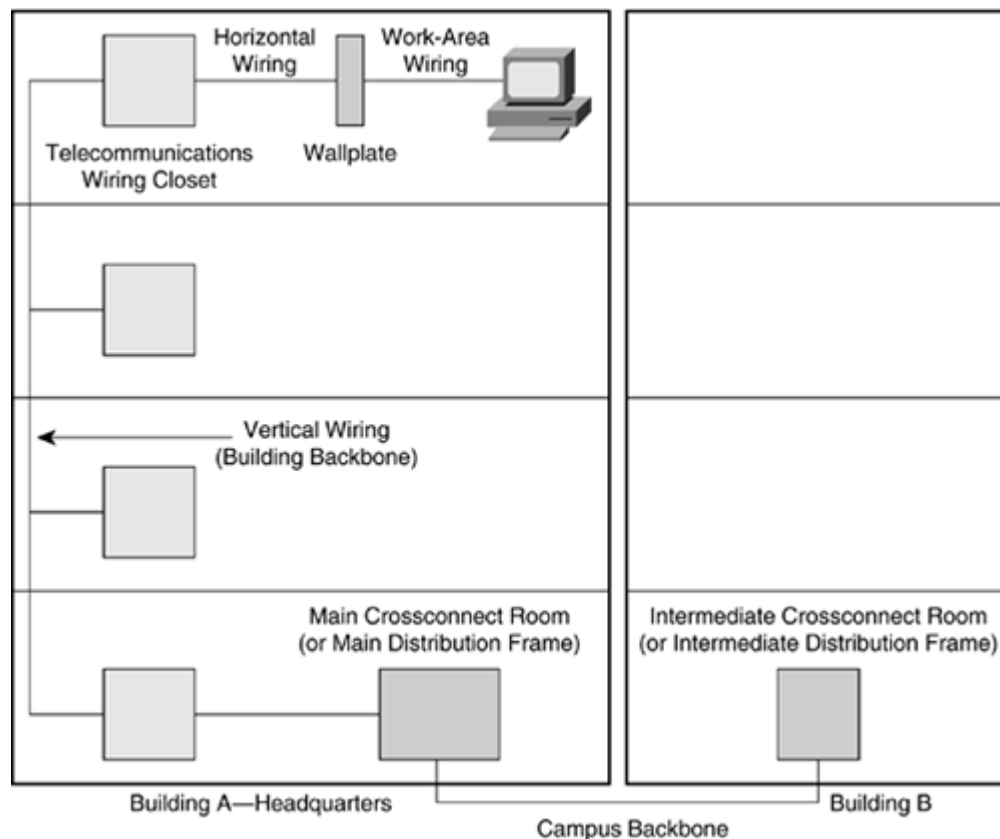 Horizontal
Wiring
Work-Area
Wiring
Telecommunications
Wiring Closet
Wallplate
Vertical Wiring
(Building Backbone)
Main Crossconnect Room
(or Main Distribution Frame)
Intermediate Crossconnect Room
(or Intermediate Distribution Frame)
Building A—Headquarters
Building B
Campus Backbone